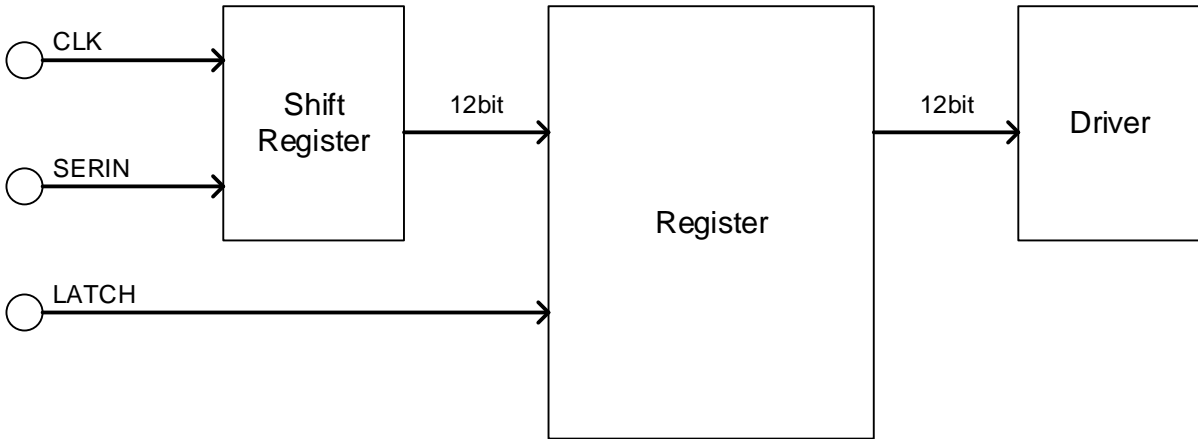 CLK
Shift
Register
12bit
12bit
Driver
SERIN
Register
LATCH